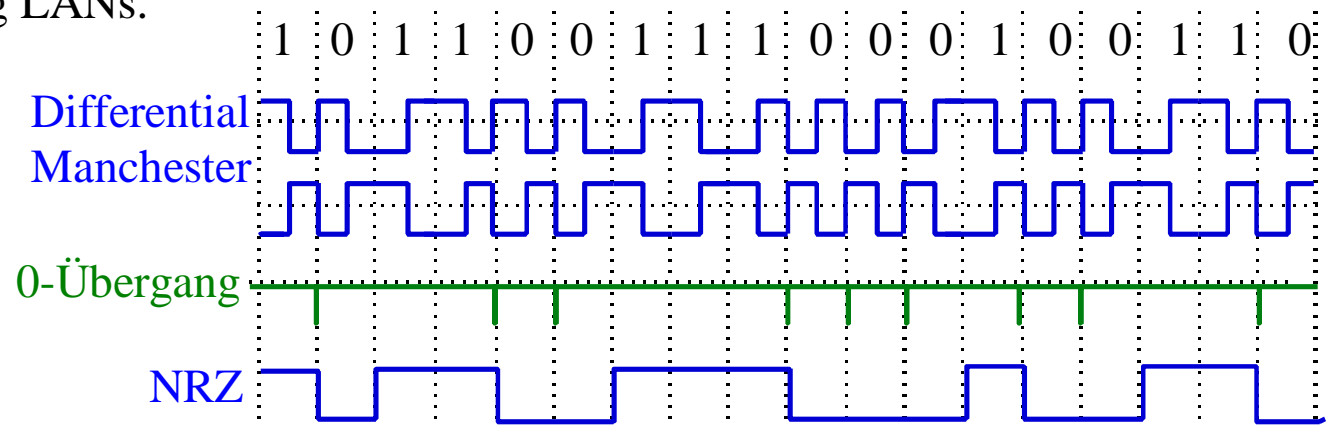 g LANs.
1 0 1 1 0 0 1 1 1 0 0 0 1 0 0 1 1 0
Differential
Manchester
0-Übergang
NRZ